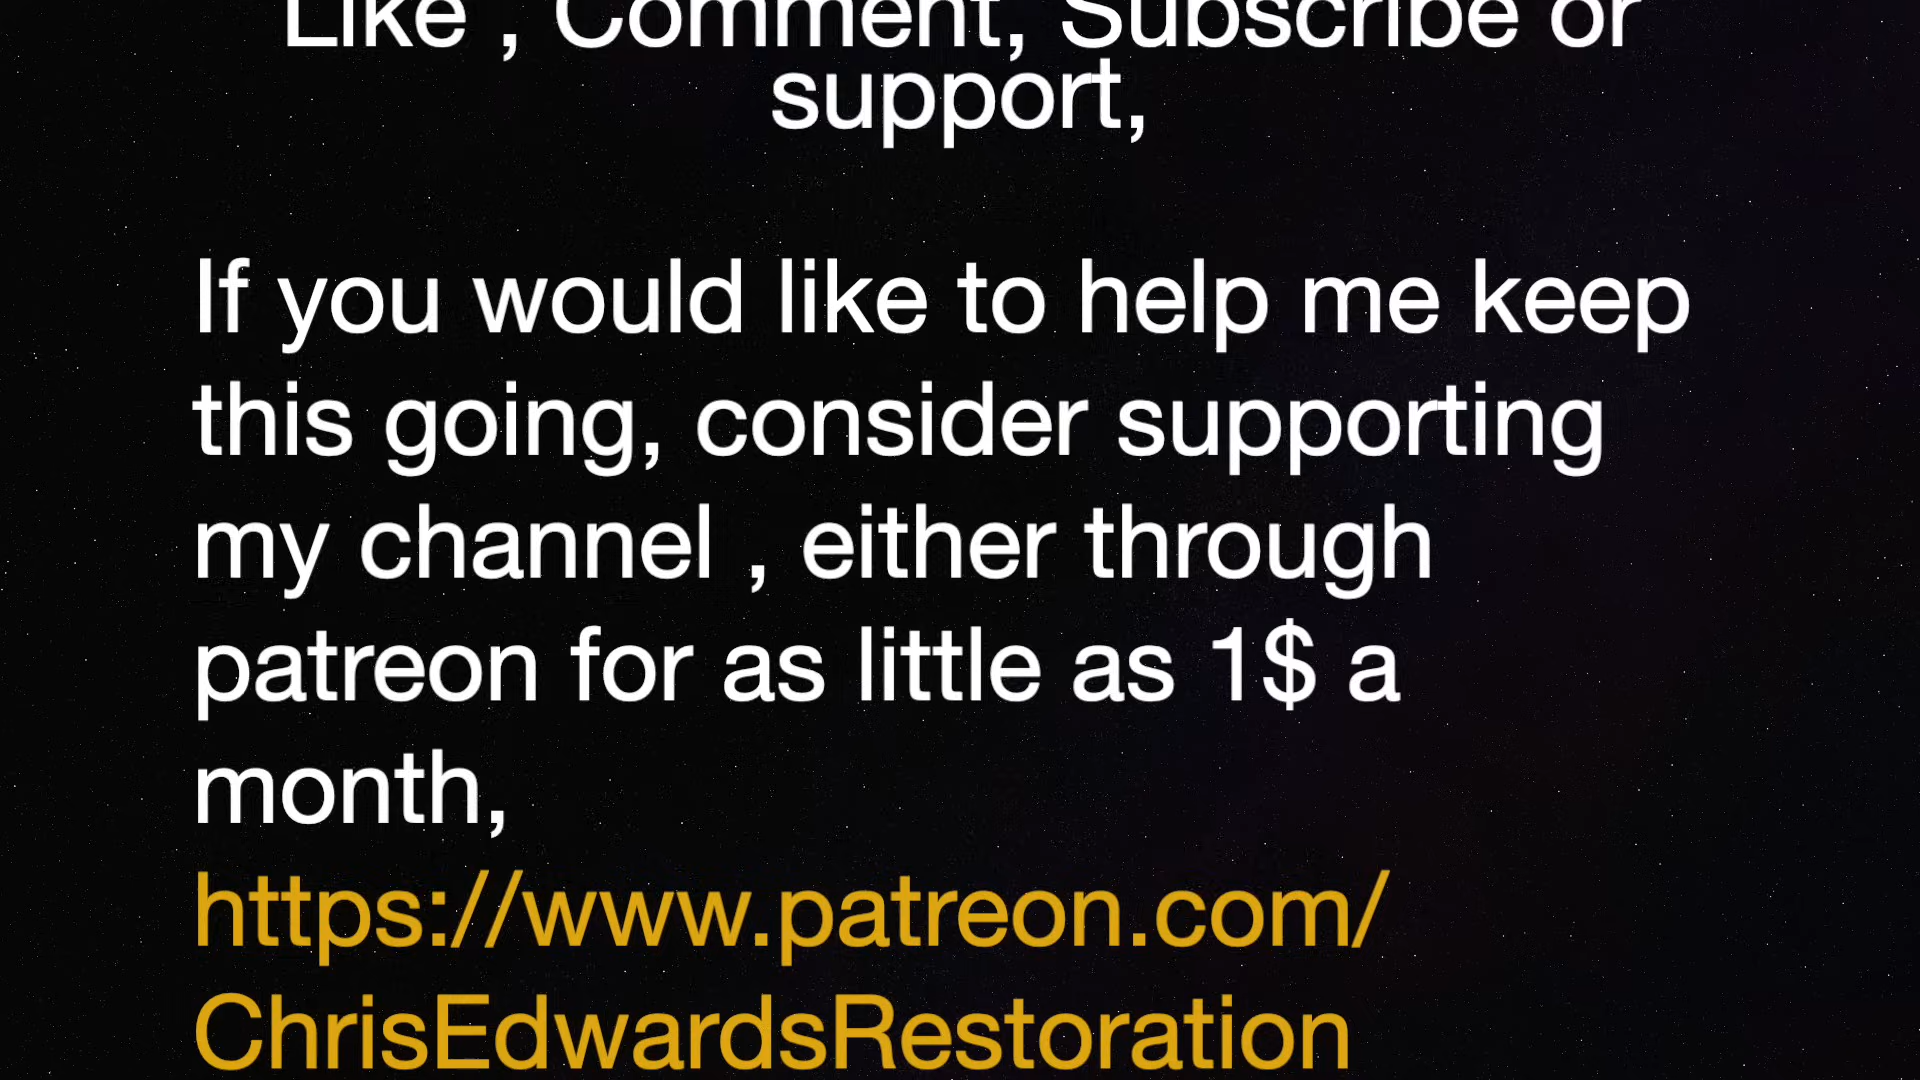 Like , Comment, Subscribe or
support,
If you would like to help me keep
this going, consider supporting
my channel , either through
patreon for as little as 1$ a
month,
https://www.patreon.com/
ChrisEdwardsRestoration